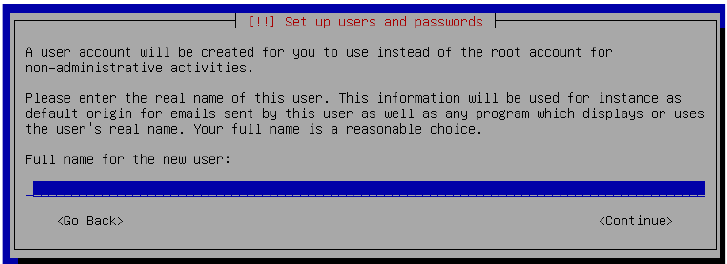 [!!] Set up users and passwords
A user account will be created for you to use instead of the root account for
non-administrative activities.
Please enter the real name of this user. This information will be used for instance as
default origin for emails sent by this user as well as any program which displays or uses
the user's real name. Your full name is a reasonable choice.
Full name for the new user:
<Go Back> <Continue>